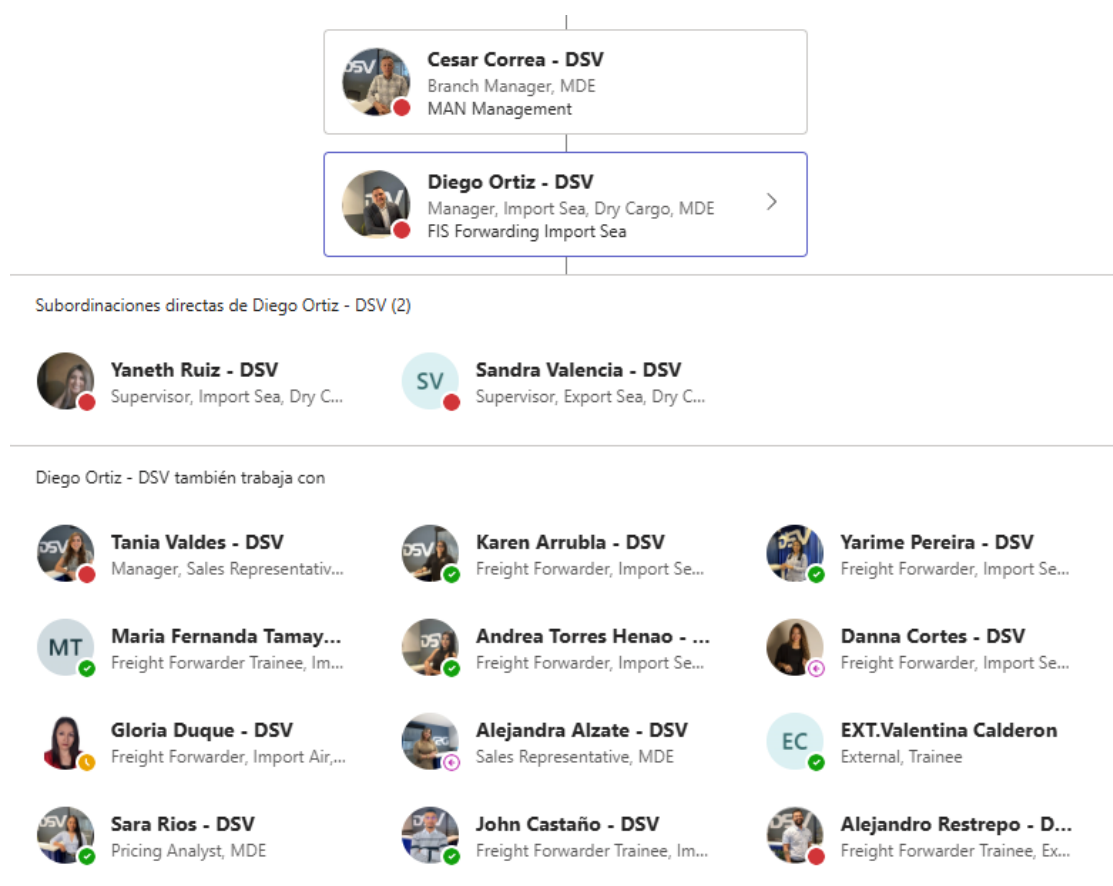 Cesar Correa - DSV
Branch Manager, MDE
MAN Management
Diego Ortiz - DSV
Manager, Import Sea, Dry Cargo, MDE
FIS Forwarding Import Sea
Subordinaciones directas de Diego Ortiz - DSV (2)
Yaneth Ruiz - DSV
Supervisor, Import Sea, Dry C...
SV
Sandra Valencia - DSV
Supervisor, Export Sea, Dry C...
Diego Ortiz - DSV también trabaja con
Tania Valdes - DSV
Manager, Sales Representativ...
Karen Arrubla - DSV
Freight Forwarder, Import Se...
Yarime Pereira - DSV
Freight Forwarder, Import Se...
MT
Maria Fernanda Tamay...
Freight Forwarder Trainee, Im...
Andrea Torres Henao - ...
Freight Forwarder, Import Se...
Danna Cortes - DSV
Freight Forwarder, Import Se...
Gloria Duque - DSV
Freight Forwarder, Import Air,...
Alejandra Alzate - DSV
Sales Representative, MDE
EC
EXT.Valentina Calderon
External, Trainee
Sara Rios - DSV
Pricing Analyst, MDE
John Castaño - DSV
Freight Forwarder Trainee, Im...
Alejandro Restrepo - D...
Freight Forwarder Trainee, Ex...